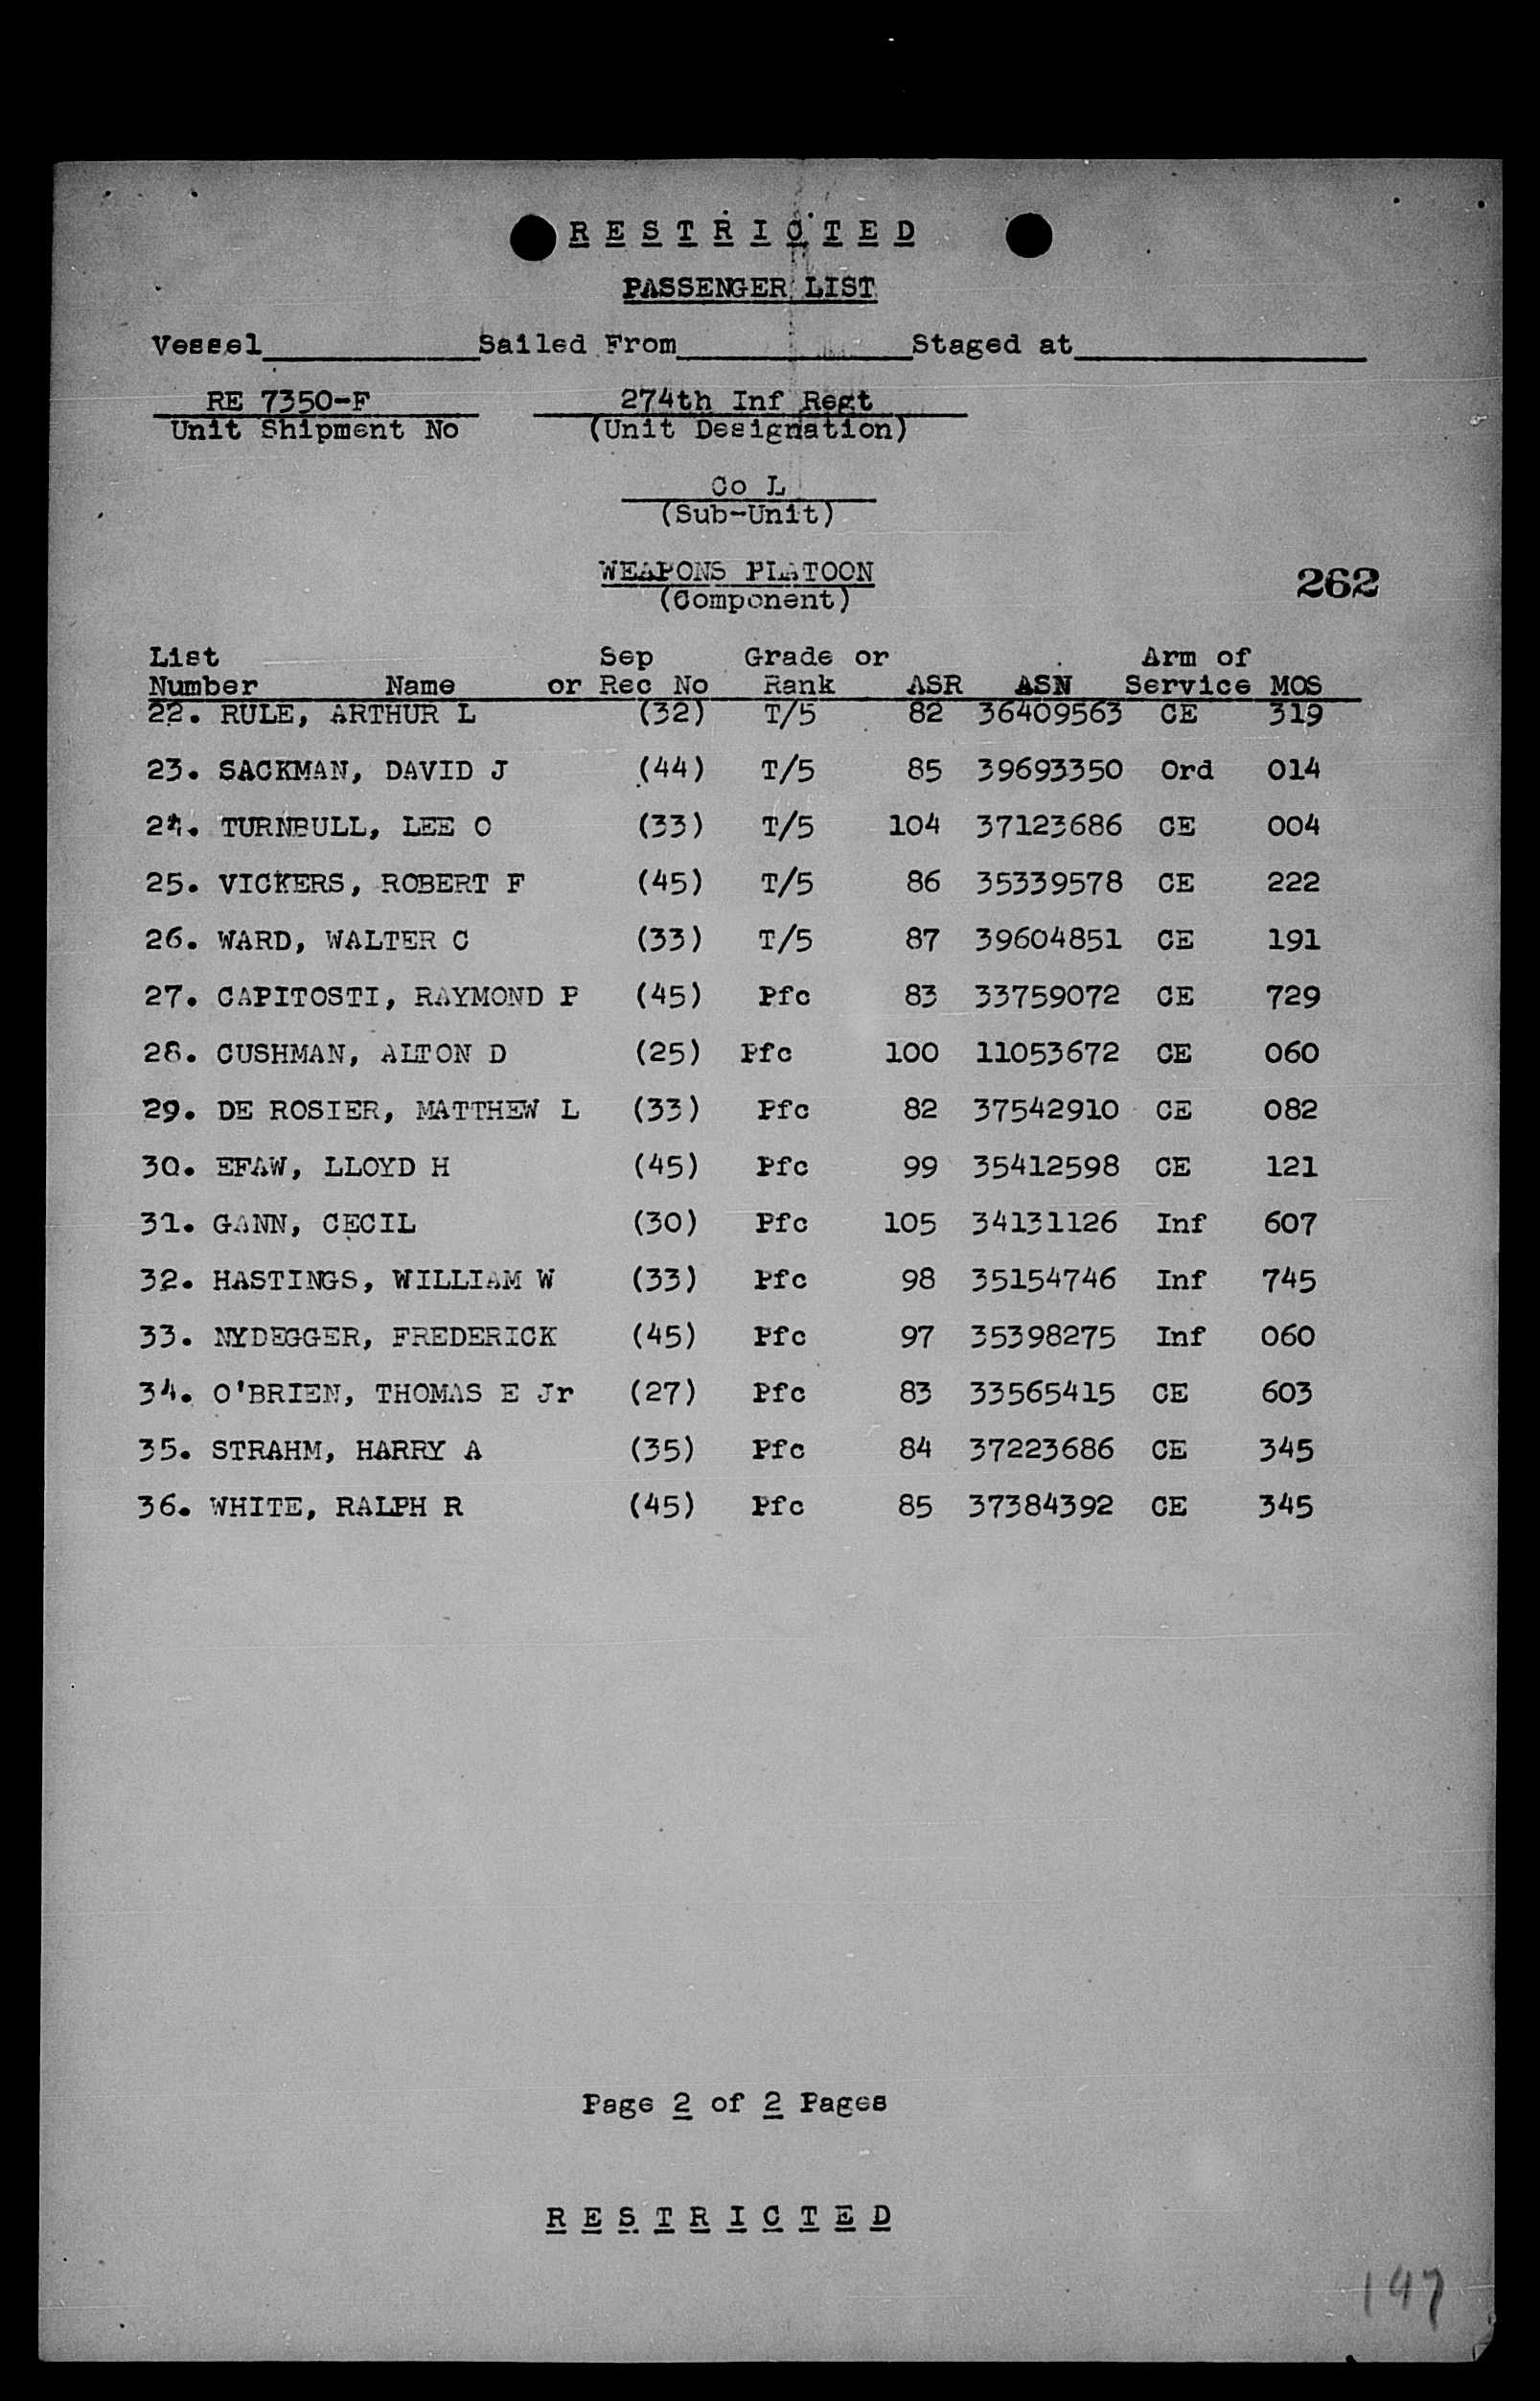 RESTRICTED
PASSENGER LIST
Vessel____________Sailed From_____________Staged at________________
RE 7350-F 274th Inf Regt
Unit Shipment No (Unit Designation)
Co L
(Sub-Unit)
WEAPONS PLATOON
(Component)
262
List Sep Grade or Arm of
Number Name or Rec No Rank ASR ASN Service MOS
22. RULE, ARTHUR L (32) T/5 82 36409563 CE 319
23. SACKMAN, DAVID J (44) T/5 85 39693350 Ord 014
24. TURNBULL, LEE O (33) T/5 104 37123686 CE 004
25. VICKERS, ROBERT F (45) T/5 86 35339578 CE 222
26. WARD, WALTER C (33) T/5 87 39604851 CE 191
27. CAPITOSTI, RAYMOND P (45) Pfc 83 33759072 CE 729
28. CUSHMAN, ALTON D (25) Pfc 100 11053672 CE 060
29. DE ROSIER, MATTHEW L (33) Pfc 82 37542910 CE 082
30. EFAW, LLOYD H (45) Pfc 99 35412598 CE 121
31. GANN, CECIL (30) Pfc 105 34131126 Inf 607
32. HASTINGS, WILLIAM W (33) Pfc 98 35154746 Inf 745
33. NYDEGGER, FREDERICK (45) Pfc 97 35398275 Inf 060
34. O'BRIEN, THOMAS E Jr (27) Pfc 83 33565415 CE 603
35. STRAHM, HARRY A (35) Pfc 84 37223686 CE 345
36. WHITE, RALPH R (45) Pfc 85 37384392 CE 345
Page 2 of 2 Pages
RESTRICTED
197